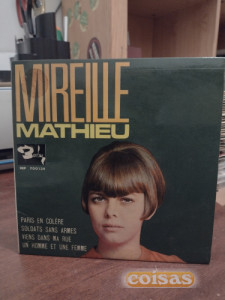 MIREILLE
MATHIEU
PARIS EN COLÈRE
SOLDATS SANS ARMES
VIENS DANS MA RUE
UN HOMME ET UNE FEMME
coisas